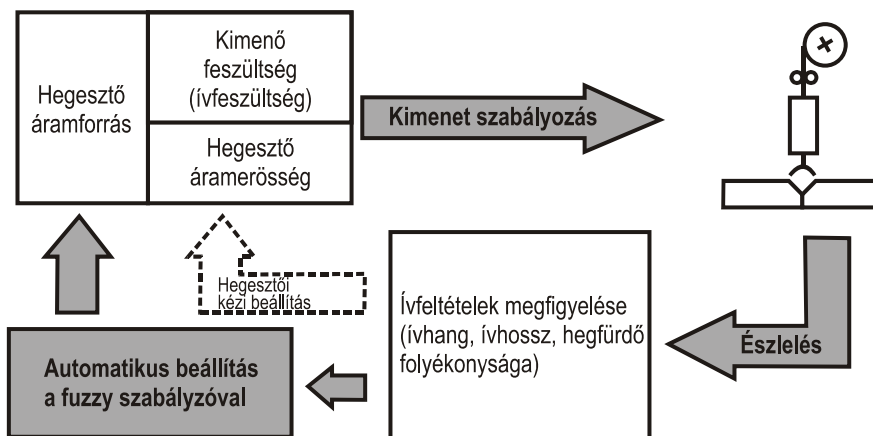 Hegesztő
áramforrás
Kimenő
feszültség
(ívfeszültség)
Hegesztő
áramerösség
Kimenet szabályozás
Hegesztői
kézi beállítás
Ívfeltételek megfigyelése
(ívhang, ívhossz, hegfürdő
folyékonysága)
Észlelés
Automatikus beállítás
a fuzzy szabályzóval